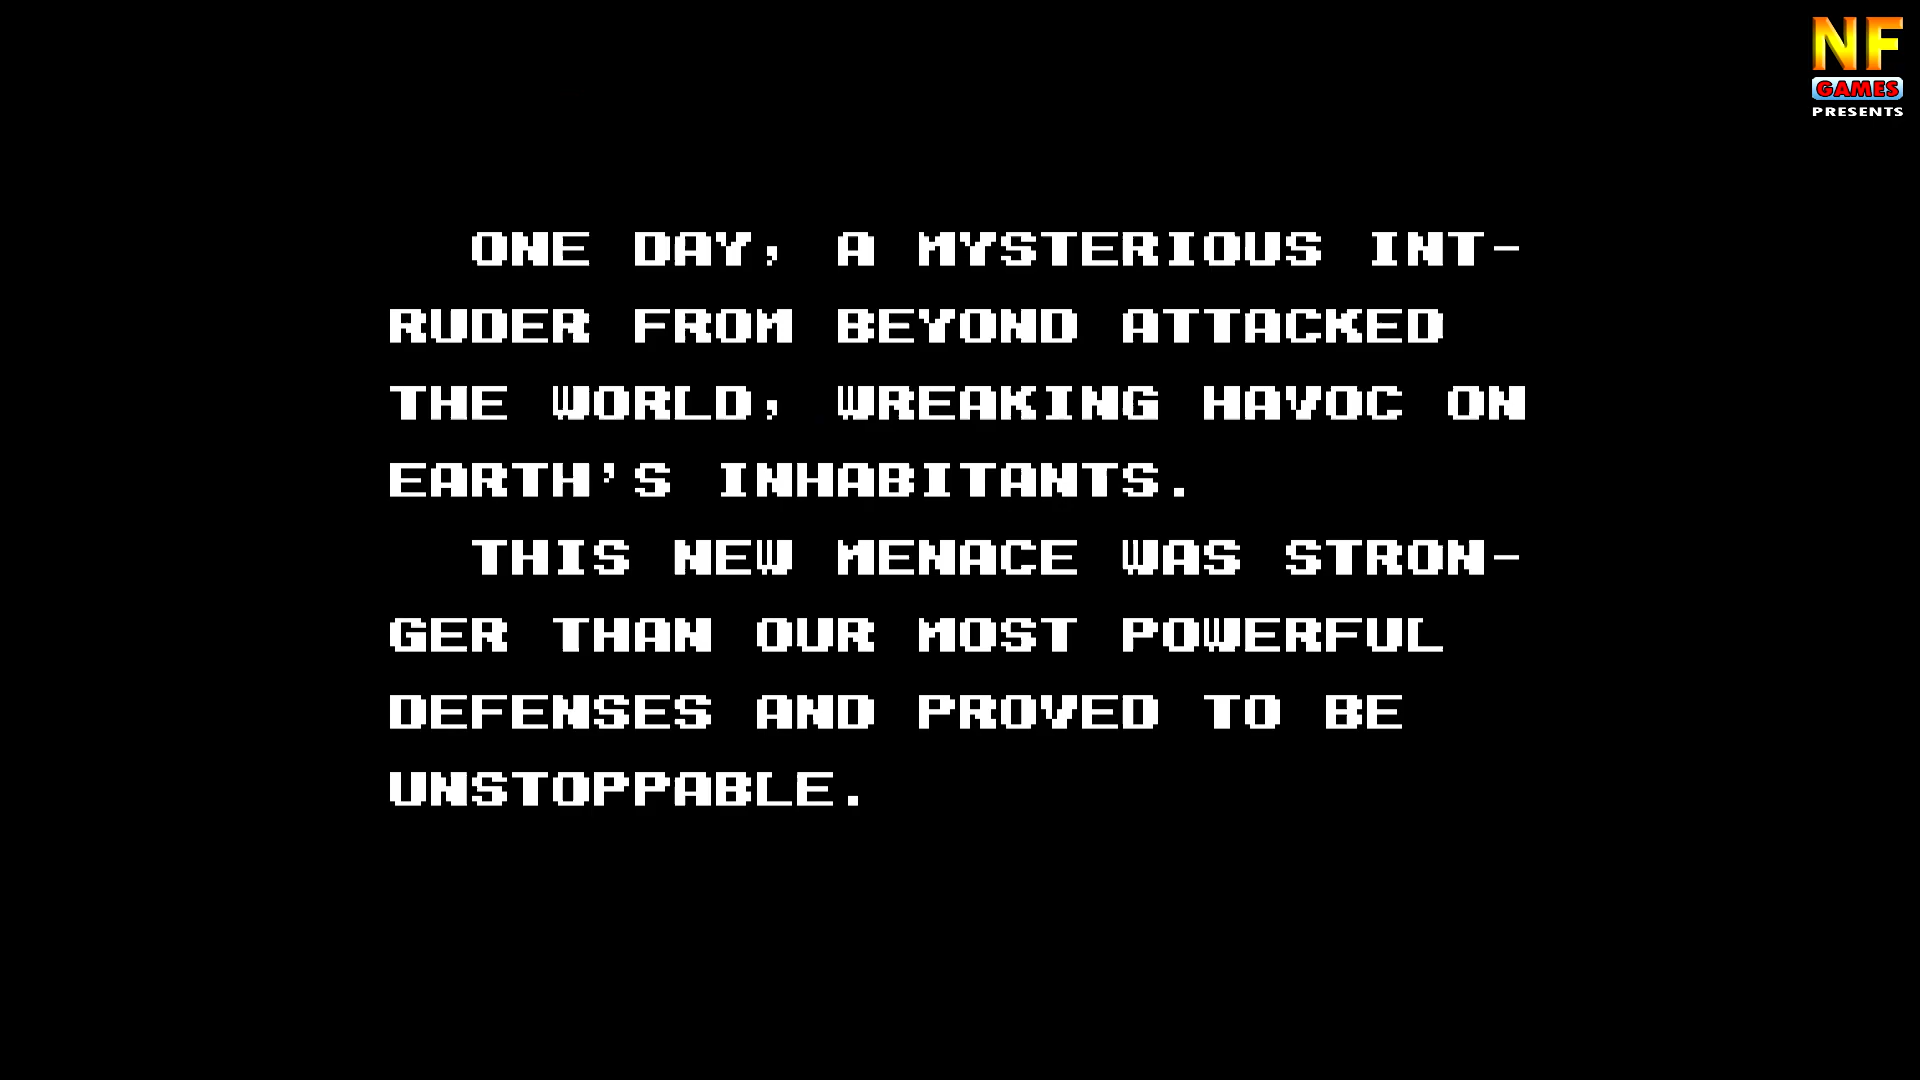 NF
GAMES
PRESENTS
ONE DAY, A MYSTERIOUS INT-
RUDER FROM BEYOND ATTACKED
THE WORLD, WREAKING HAVOC ON
EARTH'S INHABITANTS.
THIS NEW MENACE WAS STRON-
GER THAN OUR MOST POWERFUL
DEFENSES AND PROVED TO BE
UNSTOPPABLE.